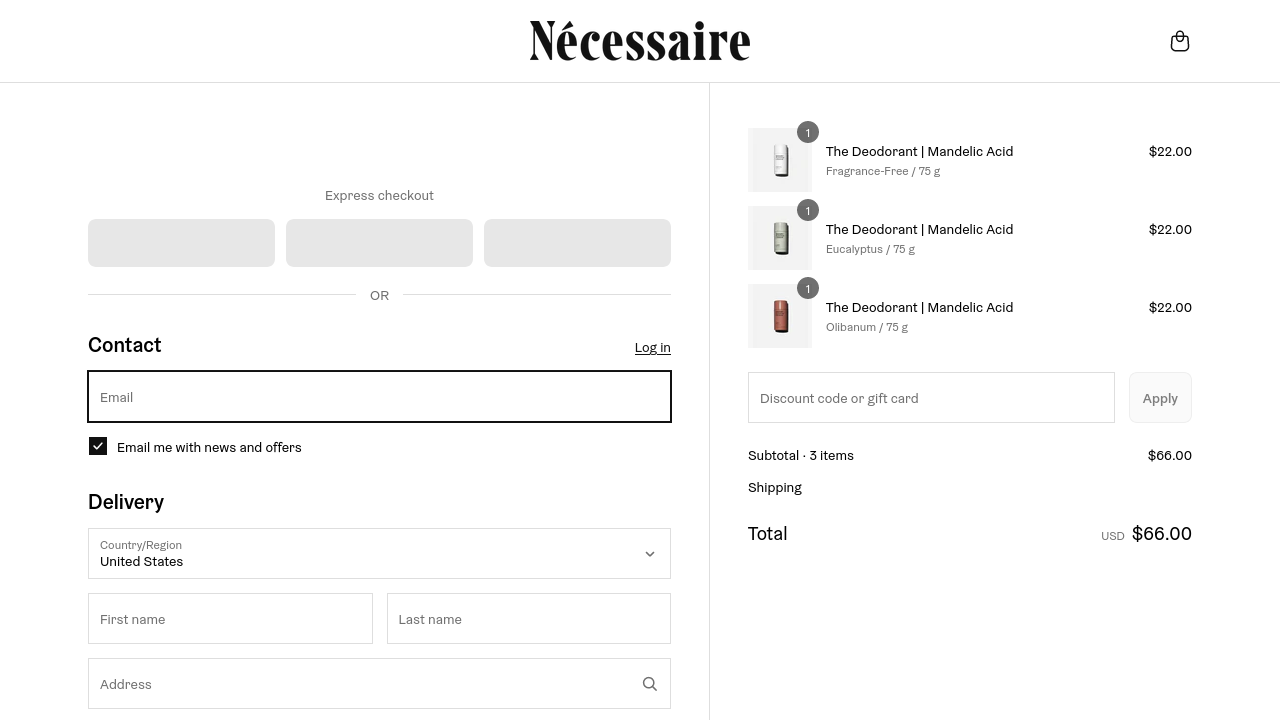 Nécessaire
Express checkout
OR
Contact
Log in
Email
Email me with news and offers
Delivery
Country/Region
United States
First name
Last name
Address
1
The Deodorant | Mandelic Acid
$22.00
Fragrance-Free / 75 g
1
The Deodorant | Mandelic Acid
$22.00
Eucalyptus / 75 g
1
The Deodorant | Mandelic Acid
$22.00
Olibanum / 75 g
Discount code or gift card
Apply
Subtotal · 3 items
$66.00
Shipping
Total
USD $66.00